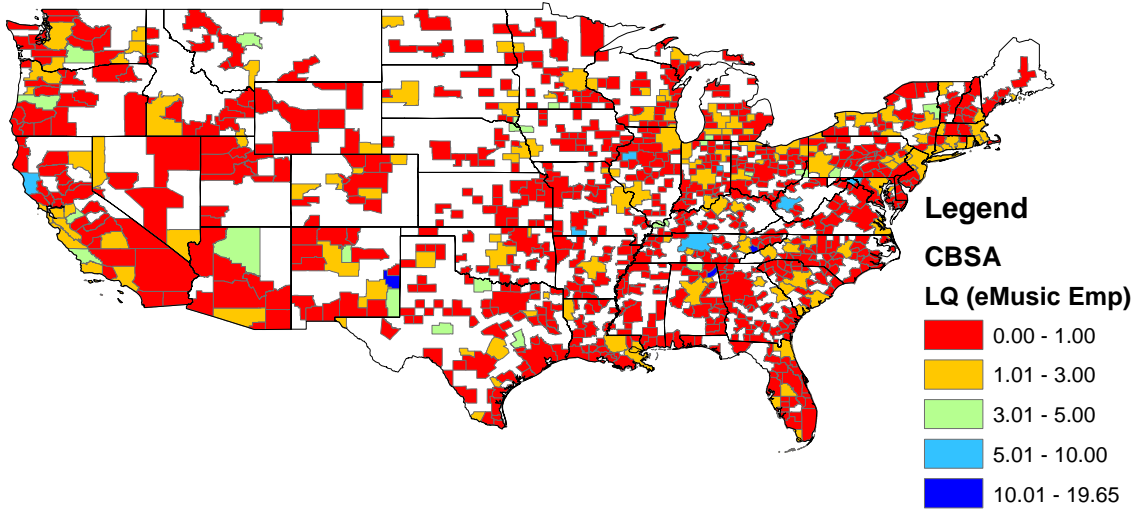 Legend
CBSA
LQ (eMusic Emp)
0.00 - 1.00
1.01 - 3.00
3.01 - 5.00
5.01 - 10.00
10.01 - 19.65